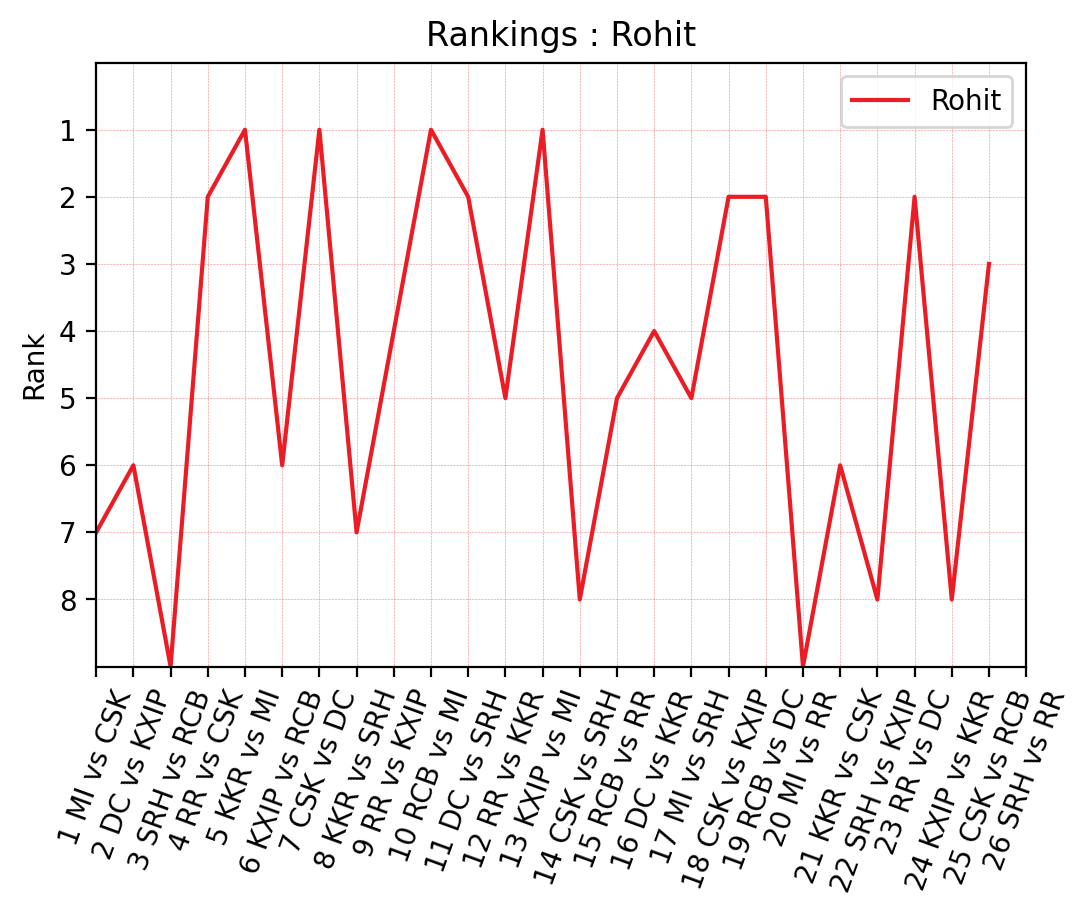 Rankings : Rohit
Rohit
Rank
1
2
3
4
5
6
7
8
1 MI vs CSK
2 DC vs KXIP
3 SRH vs RCB
4 RR vs CSK
5 KKR vs MI
6 KXIP vs RCB
7 CSK vs DC
8 KKR vs SRH
9 RR vs KXIP
10 RCB vs MI
11 DC vs SRH
12 RR vs KKR
13 KXIP vs MI
14 CSK vs SRH
15 RCB vs RR
16 DC vs KKR
17 MI vs SRH
18 CSK vs KXIP
19 RCB vs DC
20 MI vs RR
21 KKR vs CSK
22 SRH vs KXIP
23 RR vs DC
24 KXIP vs KKR
25 CSK vs RCB
26 SRH vs RR